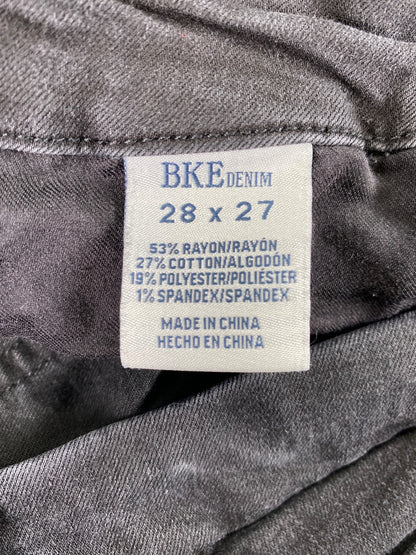 BKE DENIM
28 x 27
53% RAYON/RAYÓN
27% COTTON/ALGODÓN
19% POLYESTER/POLIÉSTER
1% SPANDEX/SPANDEX
MADE IN CHINA
HECHO EN CHINA